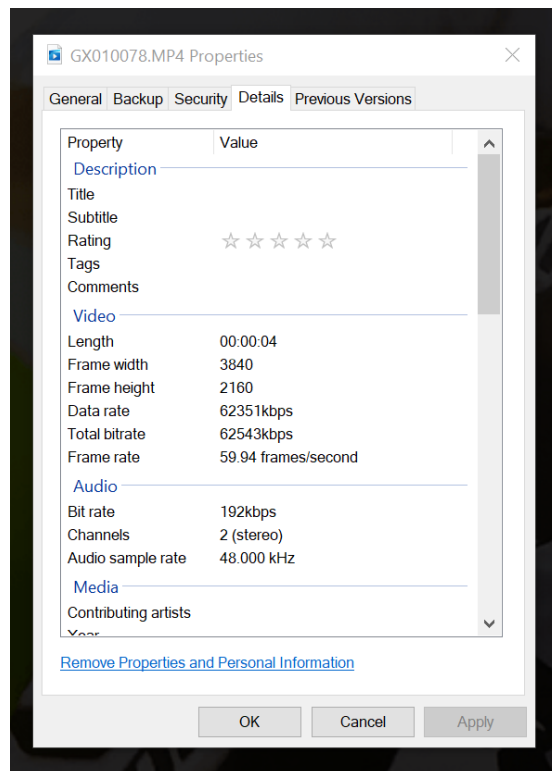 GX010078.MP4 Properties
General Backup Security Details Previous Versions
Property Value
Description
Title
Subtitle
Rating
Tags
Comments
Video
Length 00:00:04
Frame width 3840
Frame height 2160
Data rate 62351kbps
Total bitrate 62543kbps
Frame rate 59.94 frames/second
Audio
Bit rate 192kbps
Channels 2 (stereo)
Audio sample rate 48.000 kHz
Media
Contributing artists
Year
Remove Properties and Personal Information
OK Cancel Apply